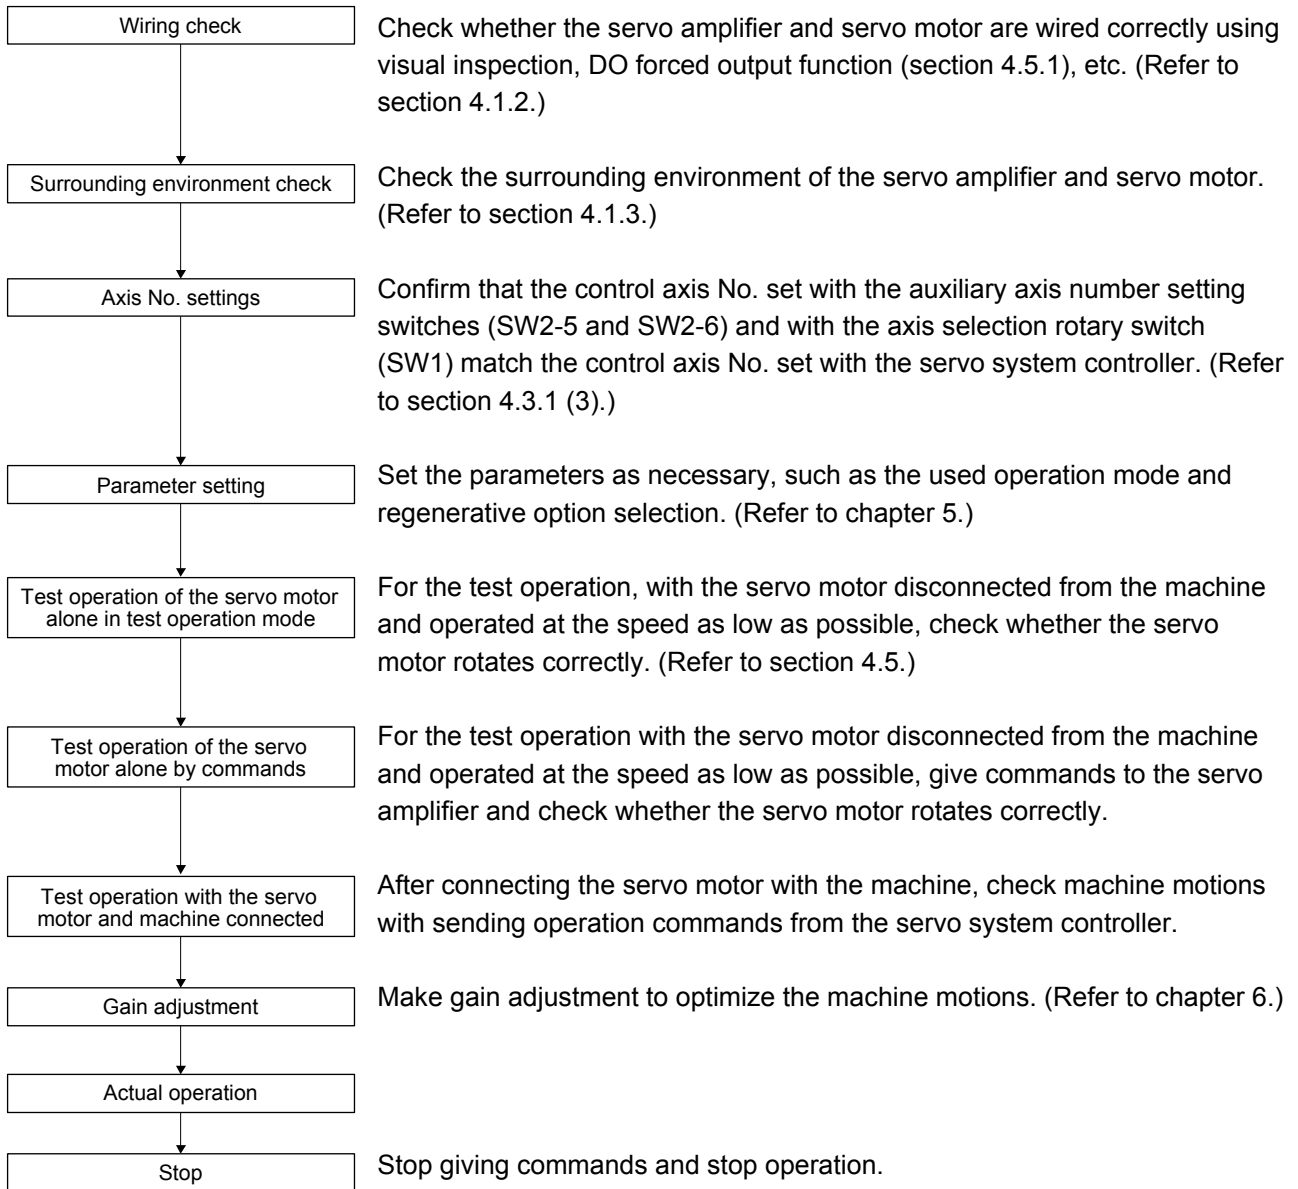 Wiring check
Check whether the servo amplifier and servo motor are wired correctly using
visual inspection, DO forced output function (section 4.5.1), etc. (Refer to
section 4.1.2.)
Surrounding environment check
Check the surrounding environment of the servo amplifier and servo motor.
(Refer to section 4.1.3.)
Axis No. settings
Confirm that the control axis No. set with the auxiliary axis number setting
switches (SW2-5 and SW2-6) and with the axis selection rotary switch
(SW1) match the control axis No. set with the servo system controller. (Refer
to section 4.3.1 (3).)
Parameter setting
Set the parameters as necessary, such as the used operation mode and
regenerative option selection. (Refer to chapter 5.)
Test operation of the servo motor
alone in test operation mode
For the test operation, with the servo motor disconnected from the machine
and operated at the speed as low as possible, check whether the servo
motor rotates correctly. (Refer to section 4.5.)
Test operation of the servo
motor alone by commands
For the test operation with the servo motor disconnected from the machine
and operated at the speed as low as possible, give commands to the servo
amplifier and check whether the servo motor rotates correctly.
Test operation with the servo
motor and machine connected
After connecting the servo motor with the machine, check machine motions
with sending operation commands from the servo system controller.
Gain adjustment
Make gain adjustment to optimize the machine motions. (Refer to chapter 6.)
Actual operation
Stop
Stop giving commands and stop operation.